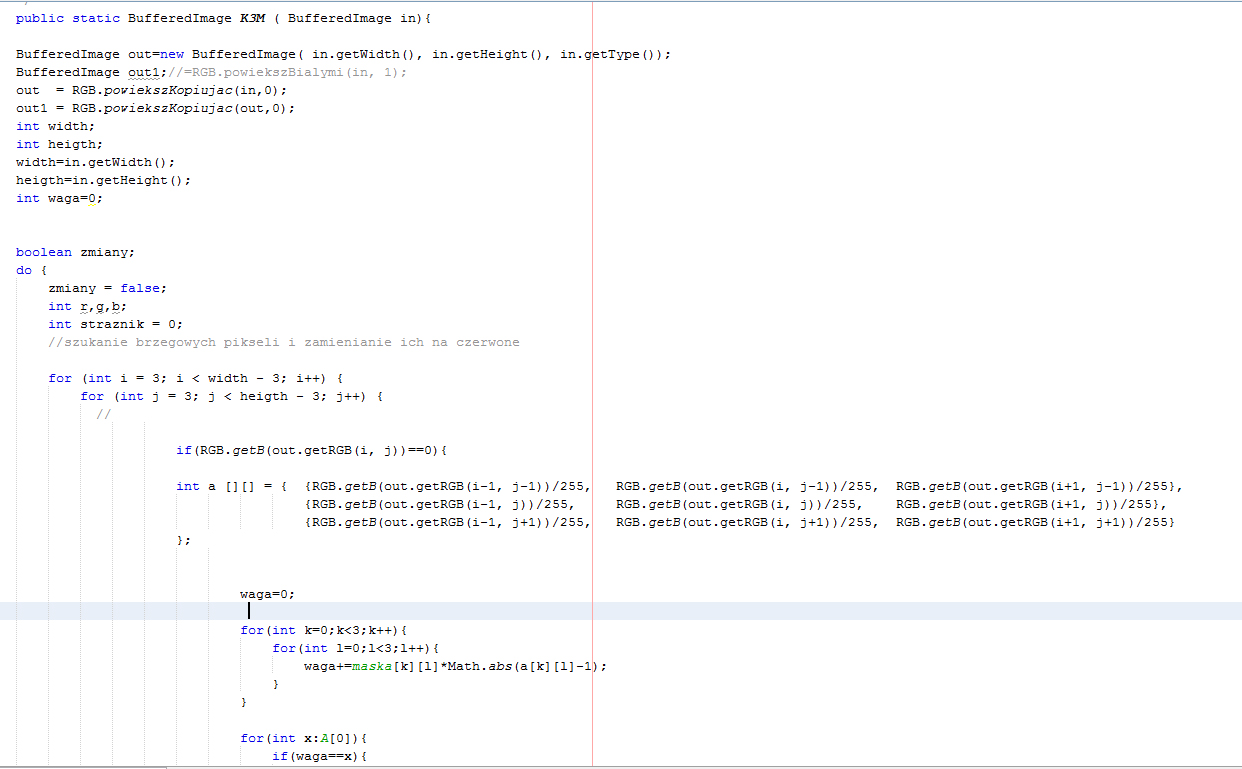 public static BufferedImage K3M ( BufferedImage in){
BufferedImage out=new BufferedImage( in.getWidth(), in.getHeight(), in.getType());
BufferedImage out1;//=RGB.powiekszBialymi(in, 1);
out  = RGB.powiekszKopiujac(in,0);
out1 = RGB.powiekszKopiujac(out,0);
int width;
int heigth;
width=in.getWidth();
heigth=in.getHeight();
int waga=0;
boolean zmiany;
do {
zmiany = false;
int r,g,b;
int straznik = 0;
//szukanie brzegowych pikseli i zamienianie ich na czerwone
for (int i = 3; i < width - 3; i++) {
for (int j = 3; j < heigth - 3; j++) {
//
if(RGB.getB(out.getRGB(i, j))==0){
int a [][] = {  {RGB.getB(out.getRGB(i-1, j-1))/255,   RGB.getB(out.getRGB(i, j-1))/255,  RGB.getB(out.getRGB(i+1, j-1))/255},
{RGB.getB(out.getRGB(i-1, j))/255,     RGB.getB(out.getRGB(i, j))/255,    RGB.getB(out.getRGB(i+1, j))/255},
{RGB.getB(out.getRGB(i-1, j+1))/255,   RGB.getB(out.getRGB(i, j+1))/255,  RGB.getB(out.getRGB(i+1, j+1))/255}
};
waga=0;
for(int k=0;k<3;k++){
for(int l=0;l<3;l++){
waga+=maska[k][l]*Math.abs(a[k][l]-1);
}
}
for(int x:A[0]){
if(waga==x){